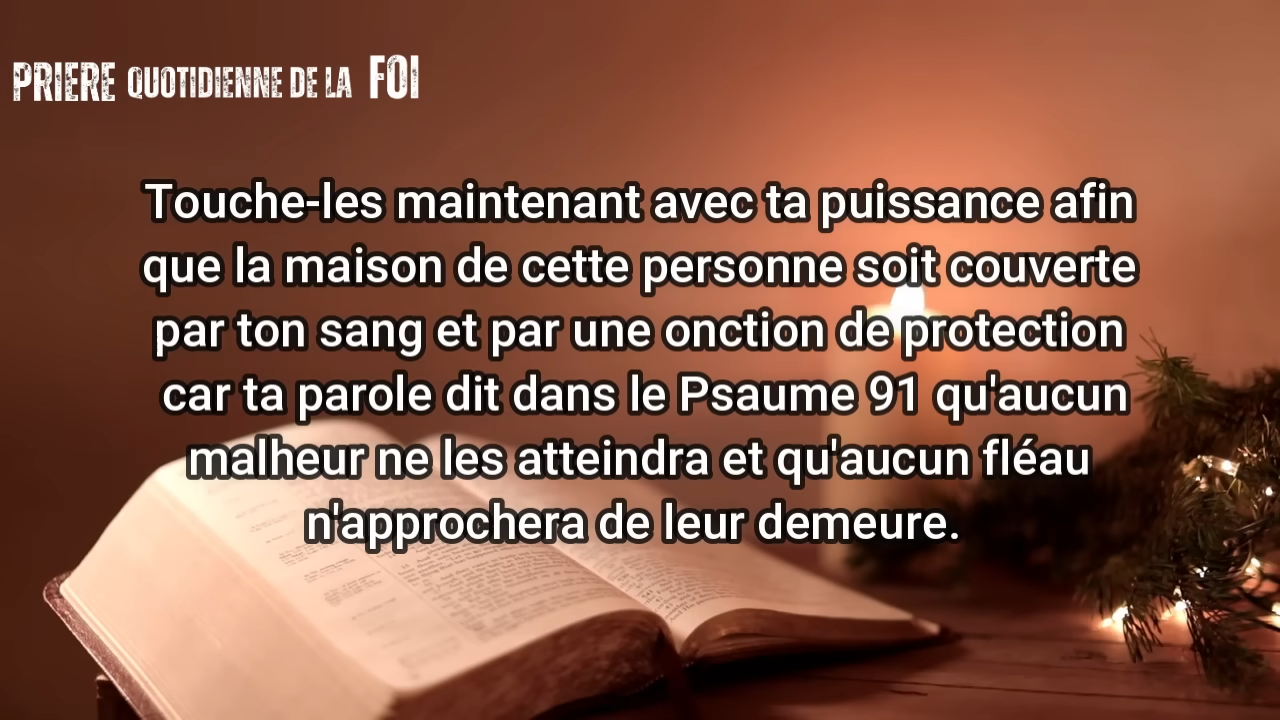 PRIERE QUOTIDIENNE DE LA FOI
Touche-les maintenant avec ta puissance afin
que la maison de cette personne soit couverte
par ton sang et par une onction de protection
car ta parole dit dans le Psaume 91 qu'aucun
malheur ne les atteindra et qu'aucun fléau
n'approchera de leur demeure.